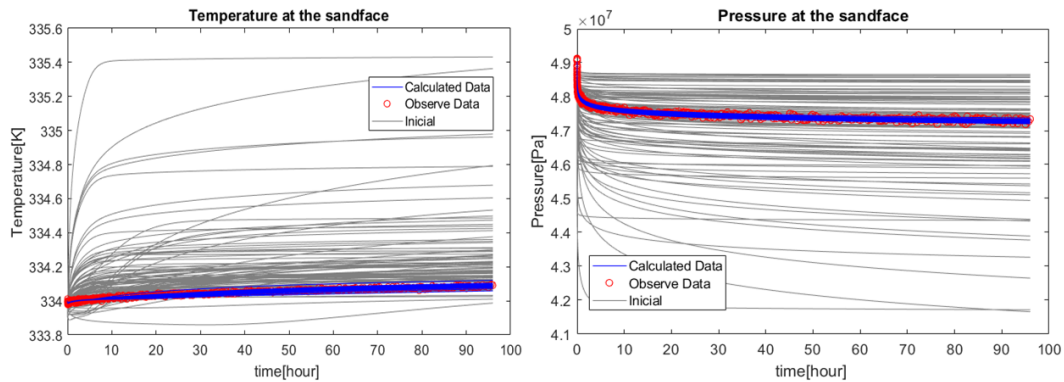 Temperature at the sandface
335.6
335.4
335.2
335
334.8
334.6
334.4
334.2
334
333.8
Temperature[K]
Calculated Data
Observe Data
Inicial
0 10 20 30 40 50 60 70 80 90 100
time[hour]
Pressure at the sandface
×10⁷
5
4.9
4.8
4.7
4.6
4.5
4.4
4.3
4.2
4.1
Pressure[Pa]
Calculated Data
Observe Data
Inicial
0 10 20 30 40 50 60 70 80 90 100
time[hour]